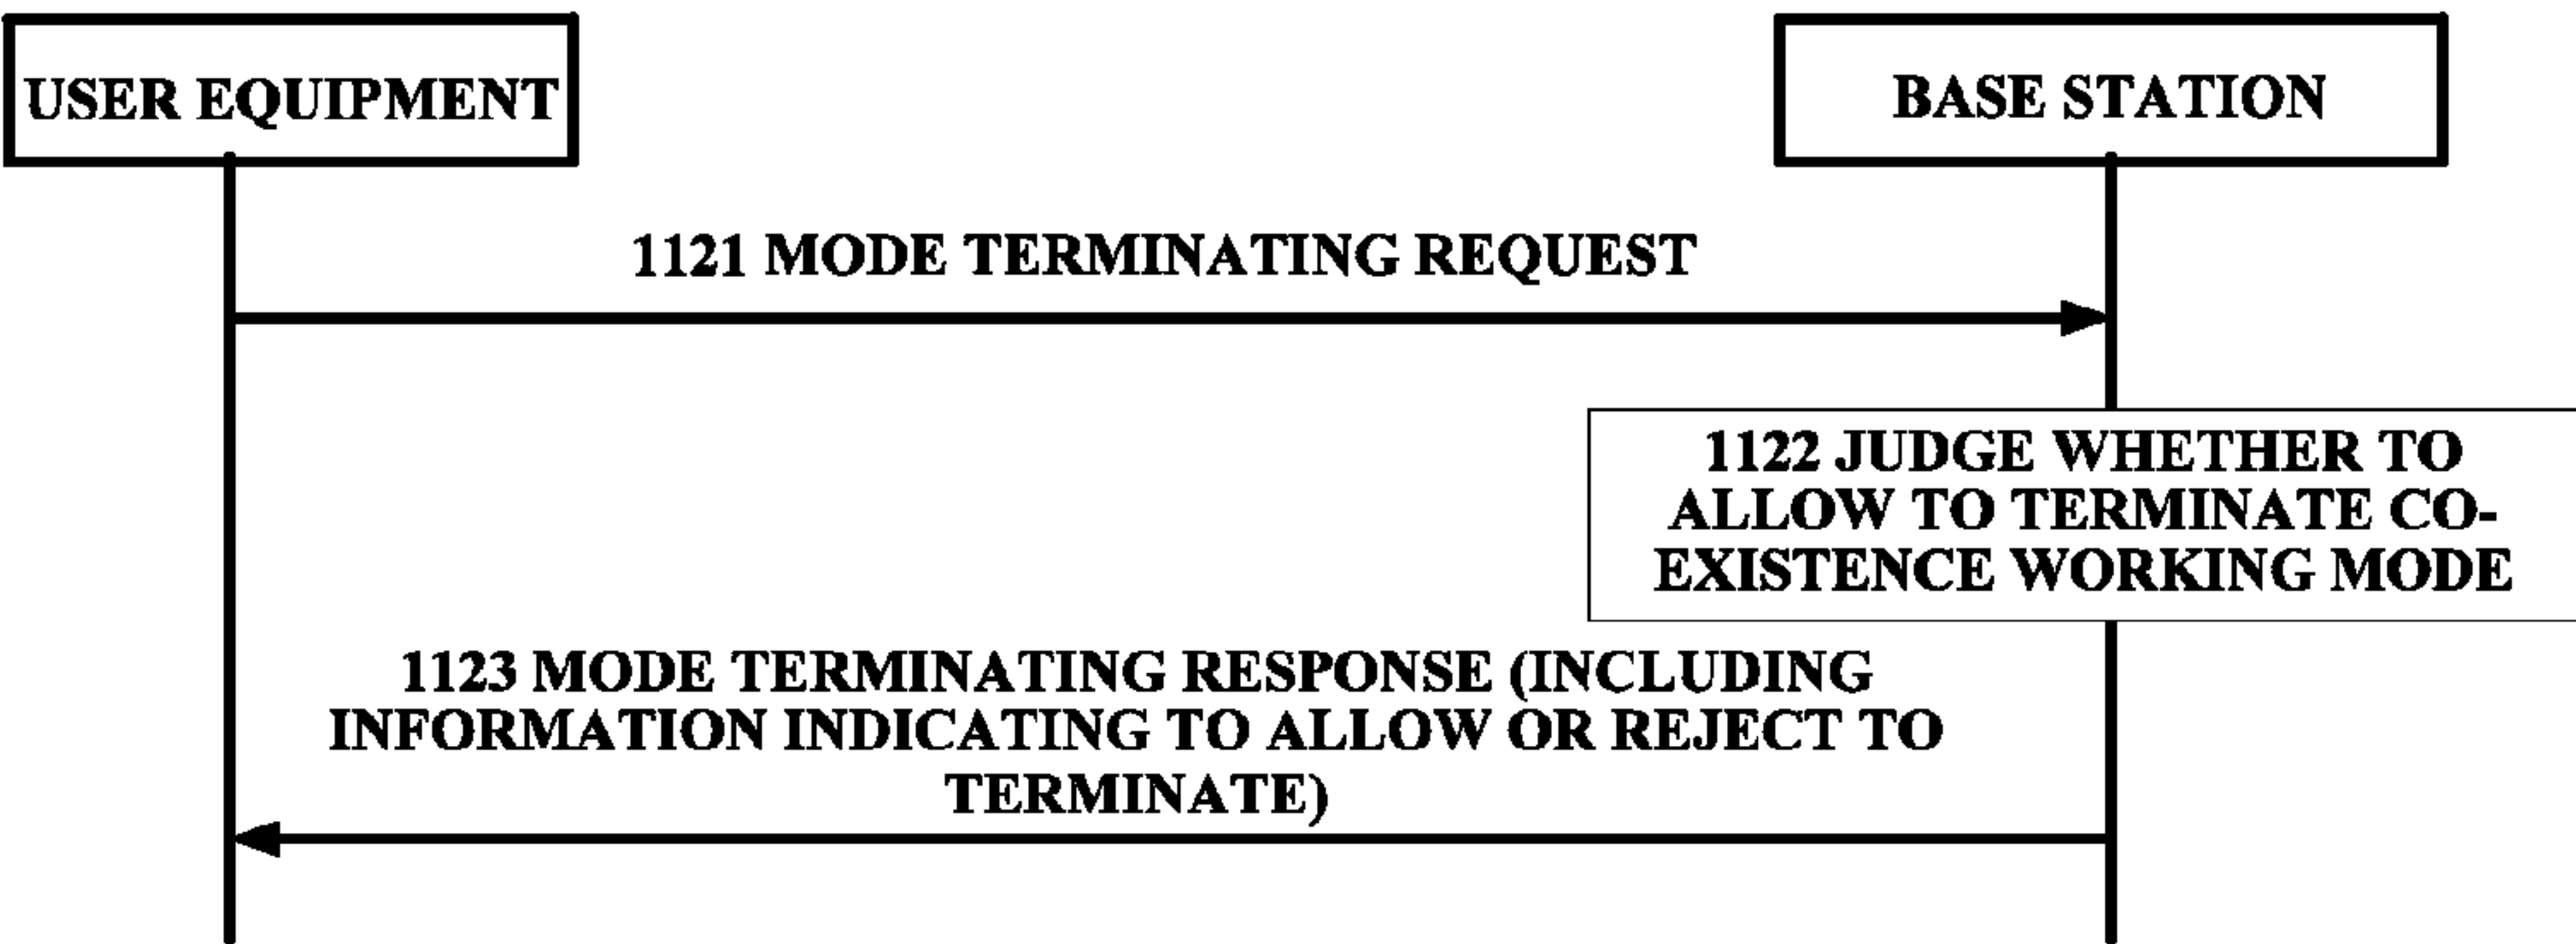 USER EQUIPMENT
BASE STATION
1121 MODE TERMINATING REQUEST
1122 JUDGE WHETHER TO
ALLOW TO TERMINATE CO-
EXISTENCE WORKING MODE
1123 MODE TERMINATING RESPONSE (INCLUDING
INFORMATION INDICATING TO ALLOW OR REJECT TO
TERMINATE)